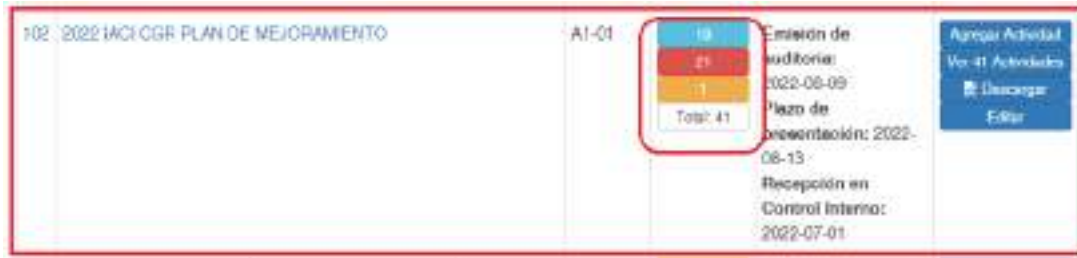 102 2022 IACI CGR PLAN DE MEJORAMIENTO
A1-01
19
21
1
Total: 41
Emisión de
auditoria:
2022-06-09
Plazo de
presentación: 2022-
06-13
Recepción en
Control Interno:
2022-07-01
Agregar Actividad
Ver 41 Actividades
Descargar
Editar